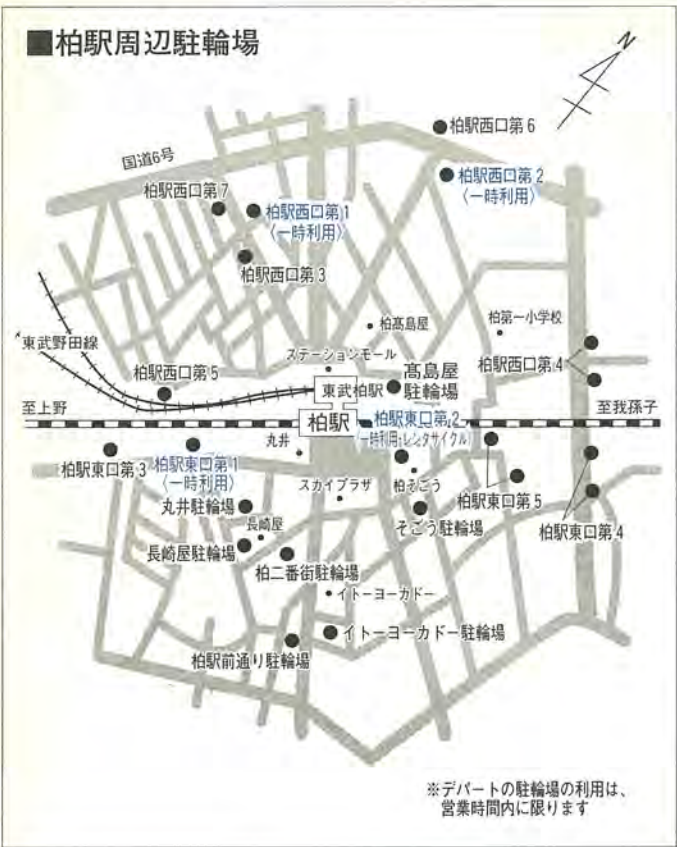 ■柏駅周辺駐輪場
N
柏駅西口第6
国道6号
柏駅西口第2
〈一時利用〉
柏駅西口第7
柏駅西口第1
〈一時利用〉
柏駅西口第3
柏髙島屋
柏第一小学校
東武野田線
ステーションモール
柏駅西口第4
柏駅西口第5
東武柏駅
髙島屋
駐輪場
至上野
柏駅
柏駅東口第2
(一時利用・レンタサイクル)
至我孫子
丸井
柏駅東口第3
柏駅東口第1
〈一時利用〉
柏そごう
スカイプラザ
柏駅東口第5
丸井駐輪場
そごう駐輪場
柏駅東口第4
長崎屋
長崎屋駐輪場
柏二番街駐輪場
イトーヨーカドー
イトーヨーカドー駐輪場
柏駅前通り駐輪場
※デパートの駐輪場の利用は、
営業時間内に限ります